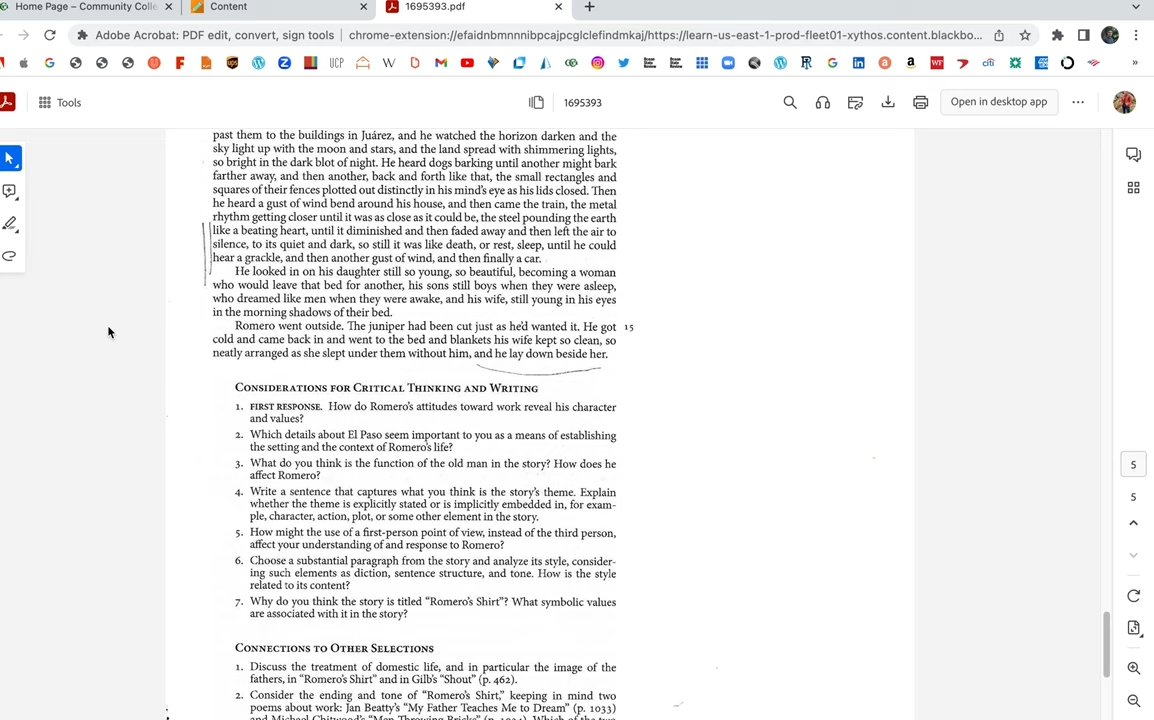 Home Page – Community Colle
Content
1695393.pdf
Adobe Acrobat: PDF edit, convert, sign tools | chrome-extension://efaidnbmnnnibpcajpcglclefindmkaj/https://learn-us-east-1-prod-fleet01-xythos.content.blackbo...
UCP
Tools
1695393
Open in desktop app
past them to the buildings in Juárez, and he watched the horizon darken and the
sky light up with the moon and stars, and the land spread with shimmering lights,
so bright in the dark blot of night. He heard dogs barking until another might bark
farther away, and then another, back and forth like that, the small rectangles and
squares of their fences plotted out distinctly in his mind's eye as his lids closed. Then
he heard a gust of wind bend around his house, and then came the train, the metal
rhythm getting closer until it was as close as it could be, the steel pounding the earth
like a beating heart, until it diminished and then faded away and then left the air to
silence, to its quiet and dark, so still it was like death, or rest, sleep, until he could
hear a grackle, and then another gust of wind, and then finally a car.
He looked in on his daughter still so young, so beautiful, becoming a woman
who would leave that bed for another, his sons still boys when they were asleep,
who dreamed like men when they were awake, and his wife, still young in his eyes
in the morning shadows of their bed.
Romero went outside. The juniper had been cut just as he'd wanted it. He got 15
cold and came back in and went to the bed and blankets his wife kept so clean, so
neatly arranged as she slept under them without him, and he lay down beside her.
CONSIDERATIONS FOR CRITICAL THINKING AND WRITING
1. FIRST RESPONSE. How do Romero's attitudes toward work reveal his character
and values?
2. Which details about El Paso seem important to you as a means of establishing
the setting and the context of Romero's life?
3. What do you think is the function of the old man in the story? How does he
affect Romero?
4. Write a sentence that captures what you think is the story's theme. Explain
whether the theme is explicitly stated or is implicitly embedded in, for exam-
ple, character, action, plot, or some other element in the story.
5. How might the use of a first-person point of view, instead of the third person,
affect your understanding of and response to Romero?
6. Choose a substantial paragraph from the story and analyze its style, consider-
ing such elements as diction, sentence structure, and tone. How is the style
related to its content?
7. Why do you think the story is titled "Romero's Shirt"? What symbolic values
are associated with it in the story?
CONNECTIONS TO OTHER SELECTIONS
1. Discuss the treatment of domestic life, and in particular the image of the
fathers, in "Romero's Shirt" and in Gilb's "Shout" (p. 462).
2. Consider the ending and tone of "Romero's Shirt," keeping in mind two
poems about work: Jan Beatty's "My Father Teaches Me to Dream" (p. 1033)
and Michael Chitwood's "Men Throwing Bricks" (p. 1034). Which of the two
5
5